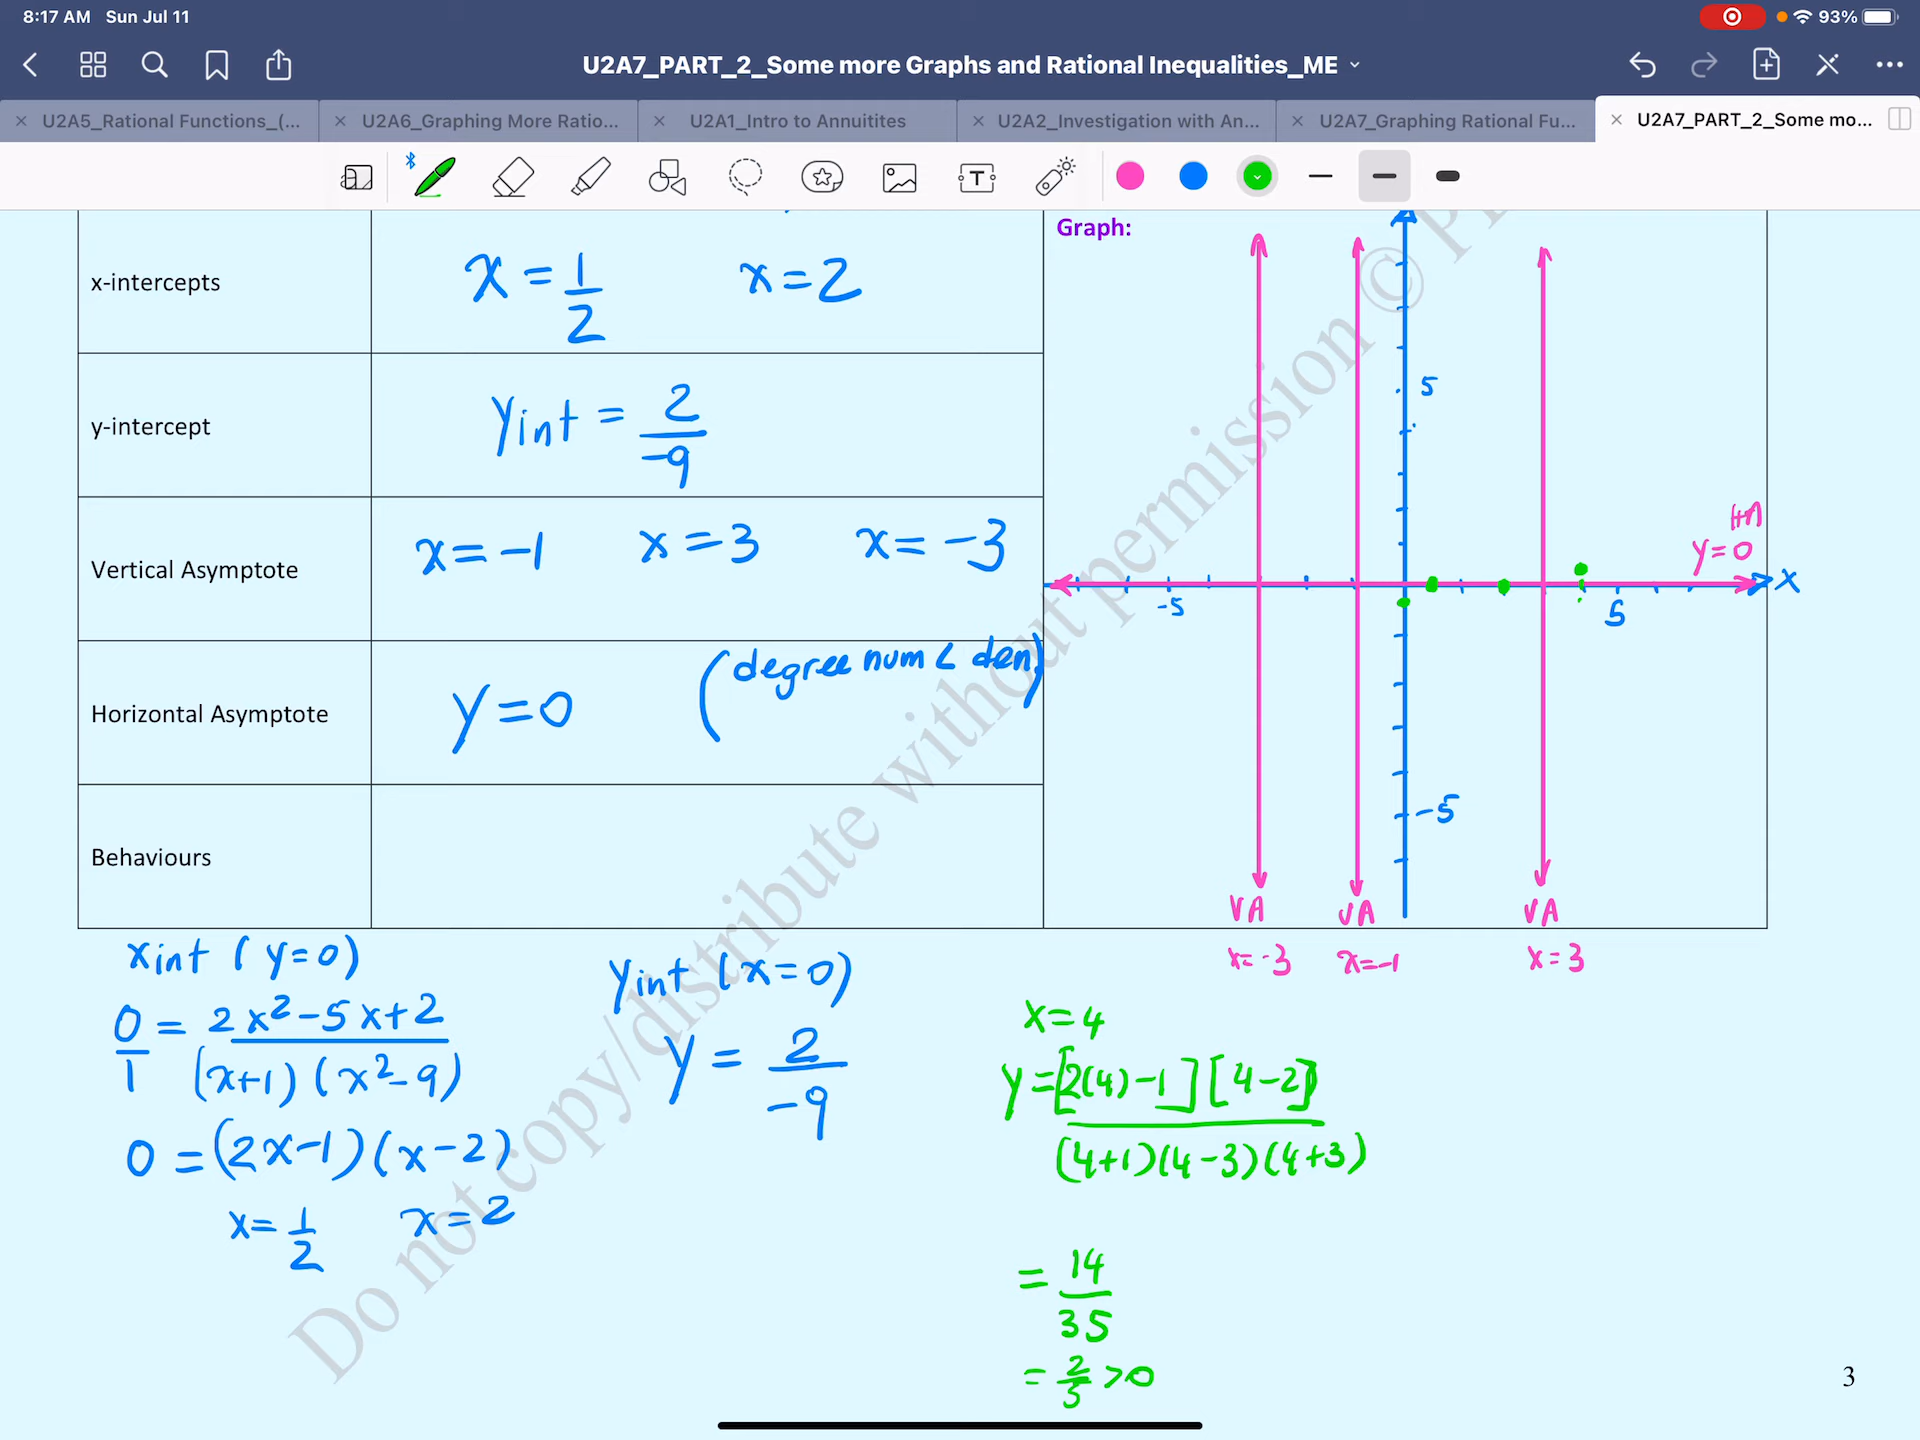 8:17 AM Sun Jul 11
93%
U2A7_PART_2_Some more Graphs and Rational Inequalities_ME
U2A5_Rational Functions_(...
U2A6_Graphing More Ratio...
U2A1_Intro to Annuitites
U2A2_Investigation with An...
U2A7_Graphing Rational Fu...
U2A7_PART_2_Some mo...
x-intercepts
x = 1/2 x = 2
y-intercept
yint = 2/-9
Vertical Asymptote
x = -1 x = 3 x = -3
Horizontal Asymptote
y = 0 (degree num < den)
Behaviours
Graph:
5
HA
y = 0
x
-5
5
-5
VA VA VA
x = -3 x = -1 x = 3
xint (y = 0)
0/1 = 2x² - 5x + 2/(x+1)(x² - 9)
0 = (2x - 1)(x - 2)
x = 1/2 x = 2
yint (x = 0)
y = 2/-9
x = 4
y = [2(4) - 1][4 - 2]/(4+1)(4-3)(4+3)
= 14/35
= 2/5 > 0
3
Do not copy/distribute without permission © P